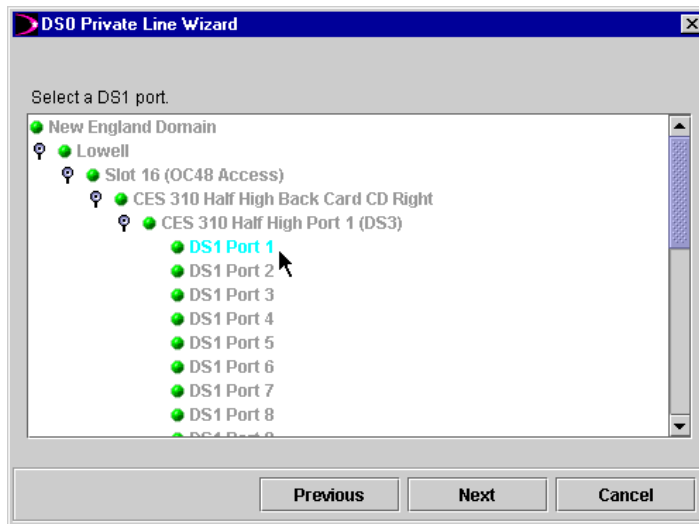 DS0 Private Line Wizard
Select a DS1 port.
New England Domain
Lowell
Slot 16 (OC48 Access)
CES 310 Half High Back Card CD Right
CES 310 Half High Port 1 (DS3)
DS1 Port 1
DS1 Port 2
DS1 Port 3
DS1 Port 4
DS1 Port 5
DS1 Port 6
DS1 Port 7
DS1 Port 8
Previous
Next
Cancel